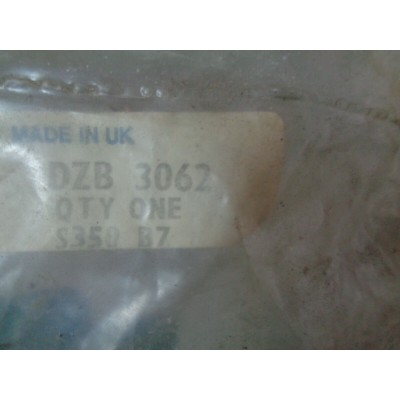 MADE IN UK
DZB 3062
QTY ONE
S350 B7